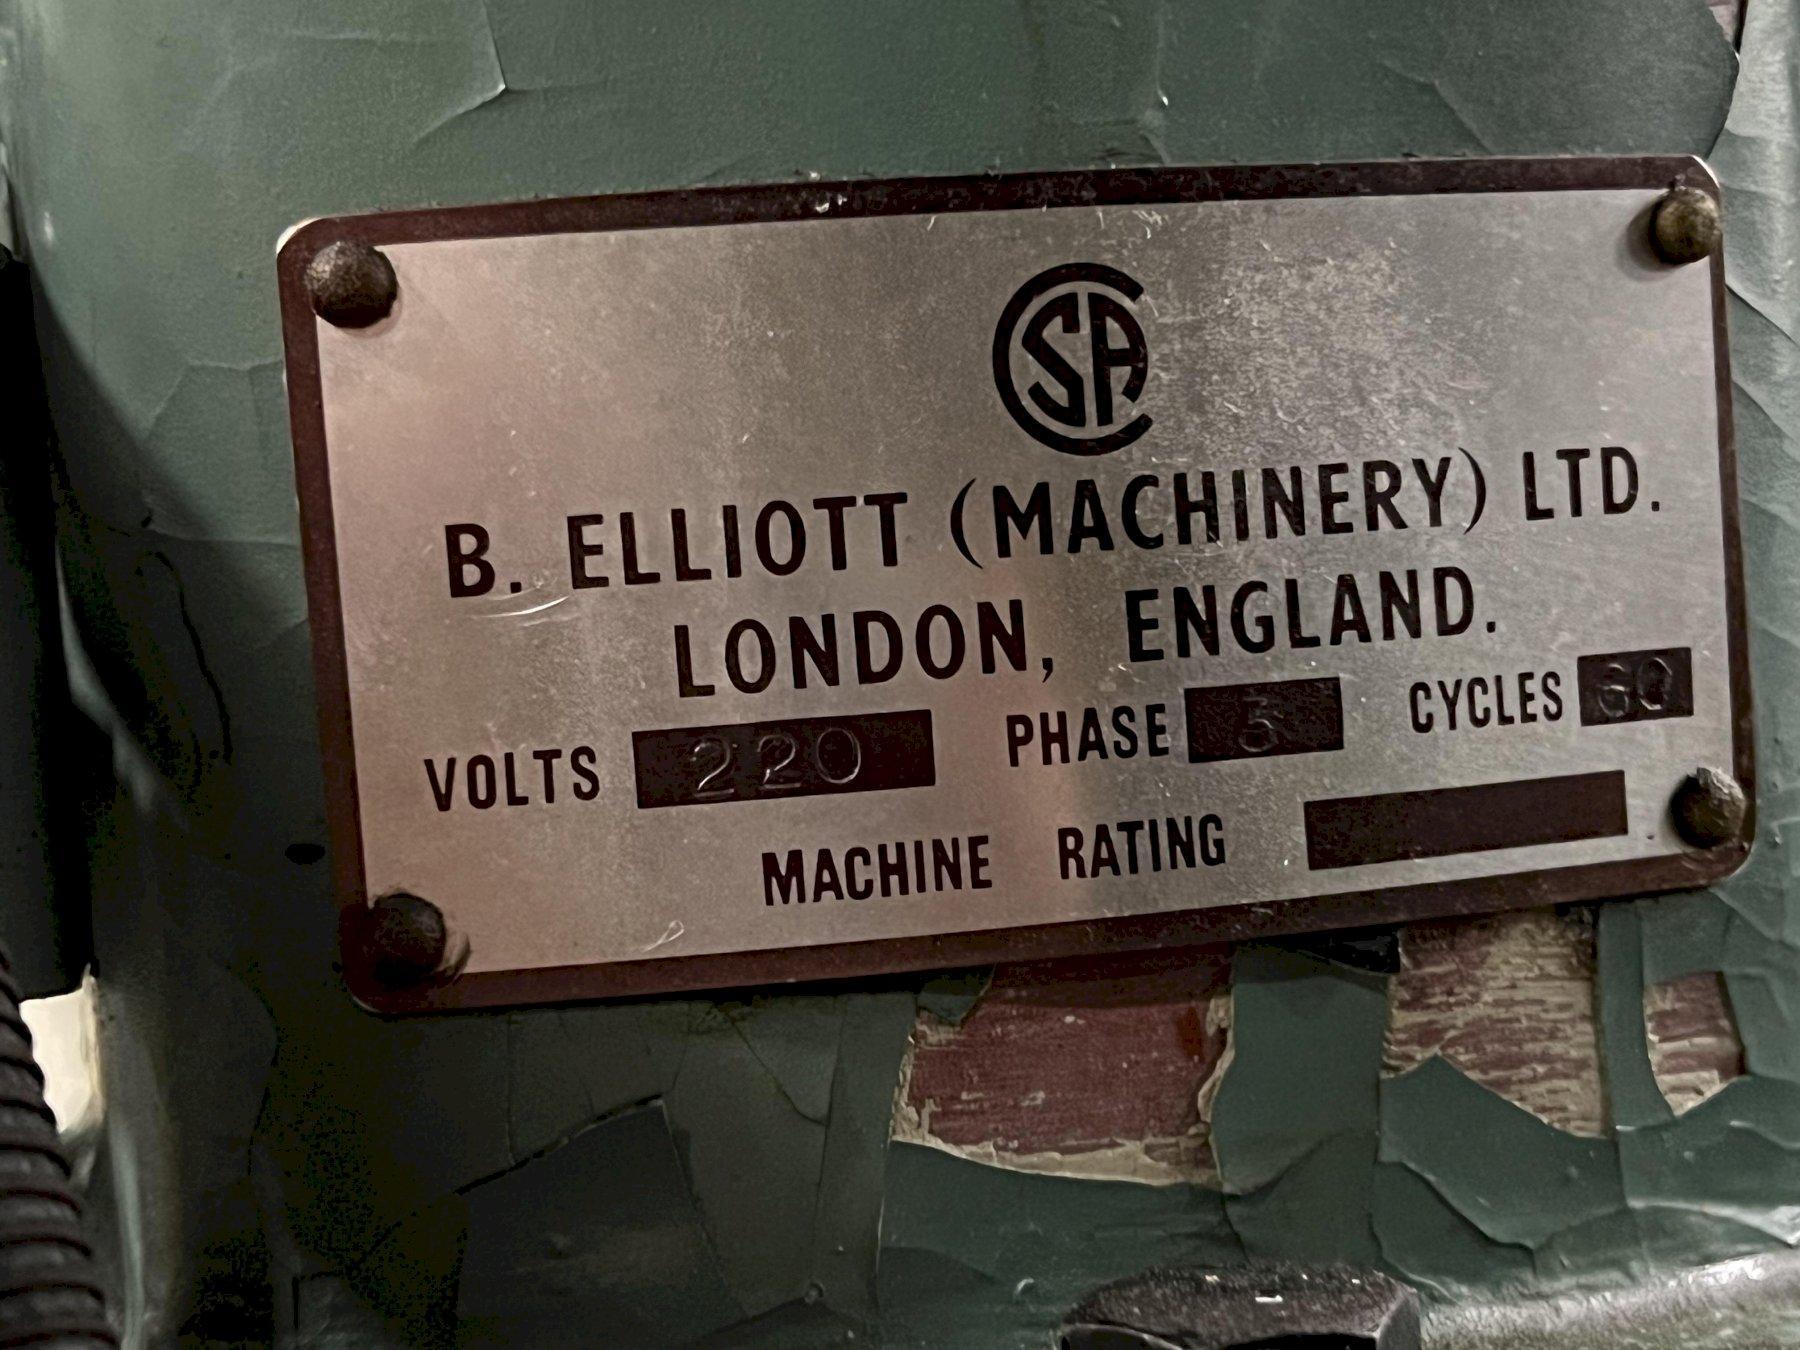 CSA
B. ELLIOTT (MACHINERY) LTD.
LONDON, ENGLAND.
VOLTS 220 PHASE 3 CYCLES 60
MACHINE RATING